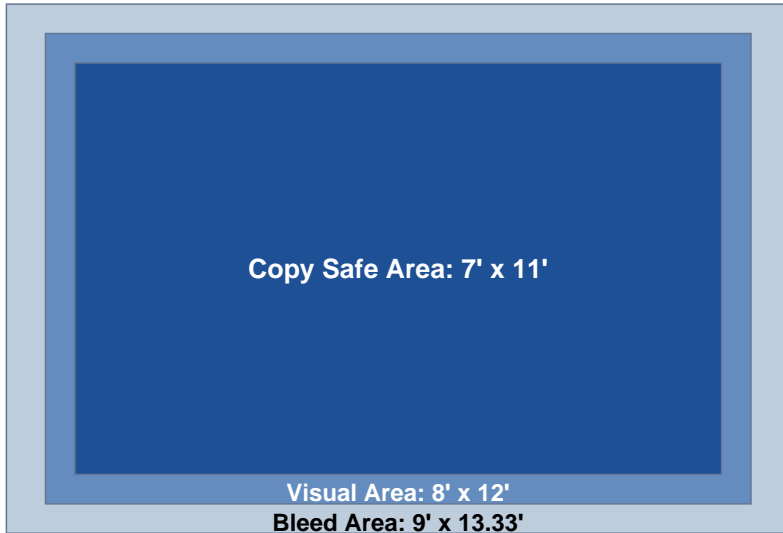 Copy Safe Area: 7' x 11'
Visual Area: 8' x 12'
Bleed Area: 9' x 13.33'